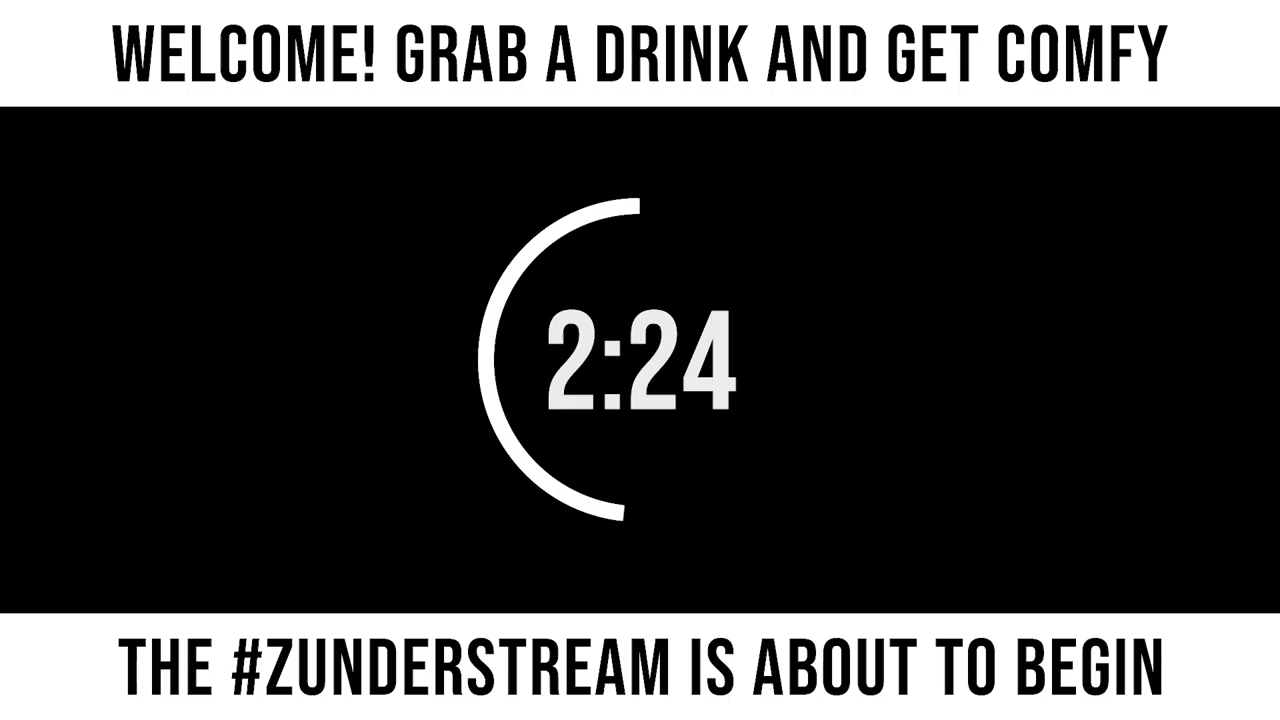 WELCOME! GRAB A DRINK AND GET COMFY
2:24
THE #ZUNDERSTREAM IS ABOUT TO BEGIN